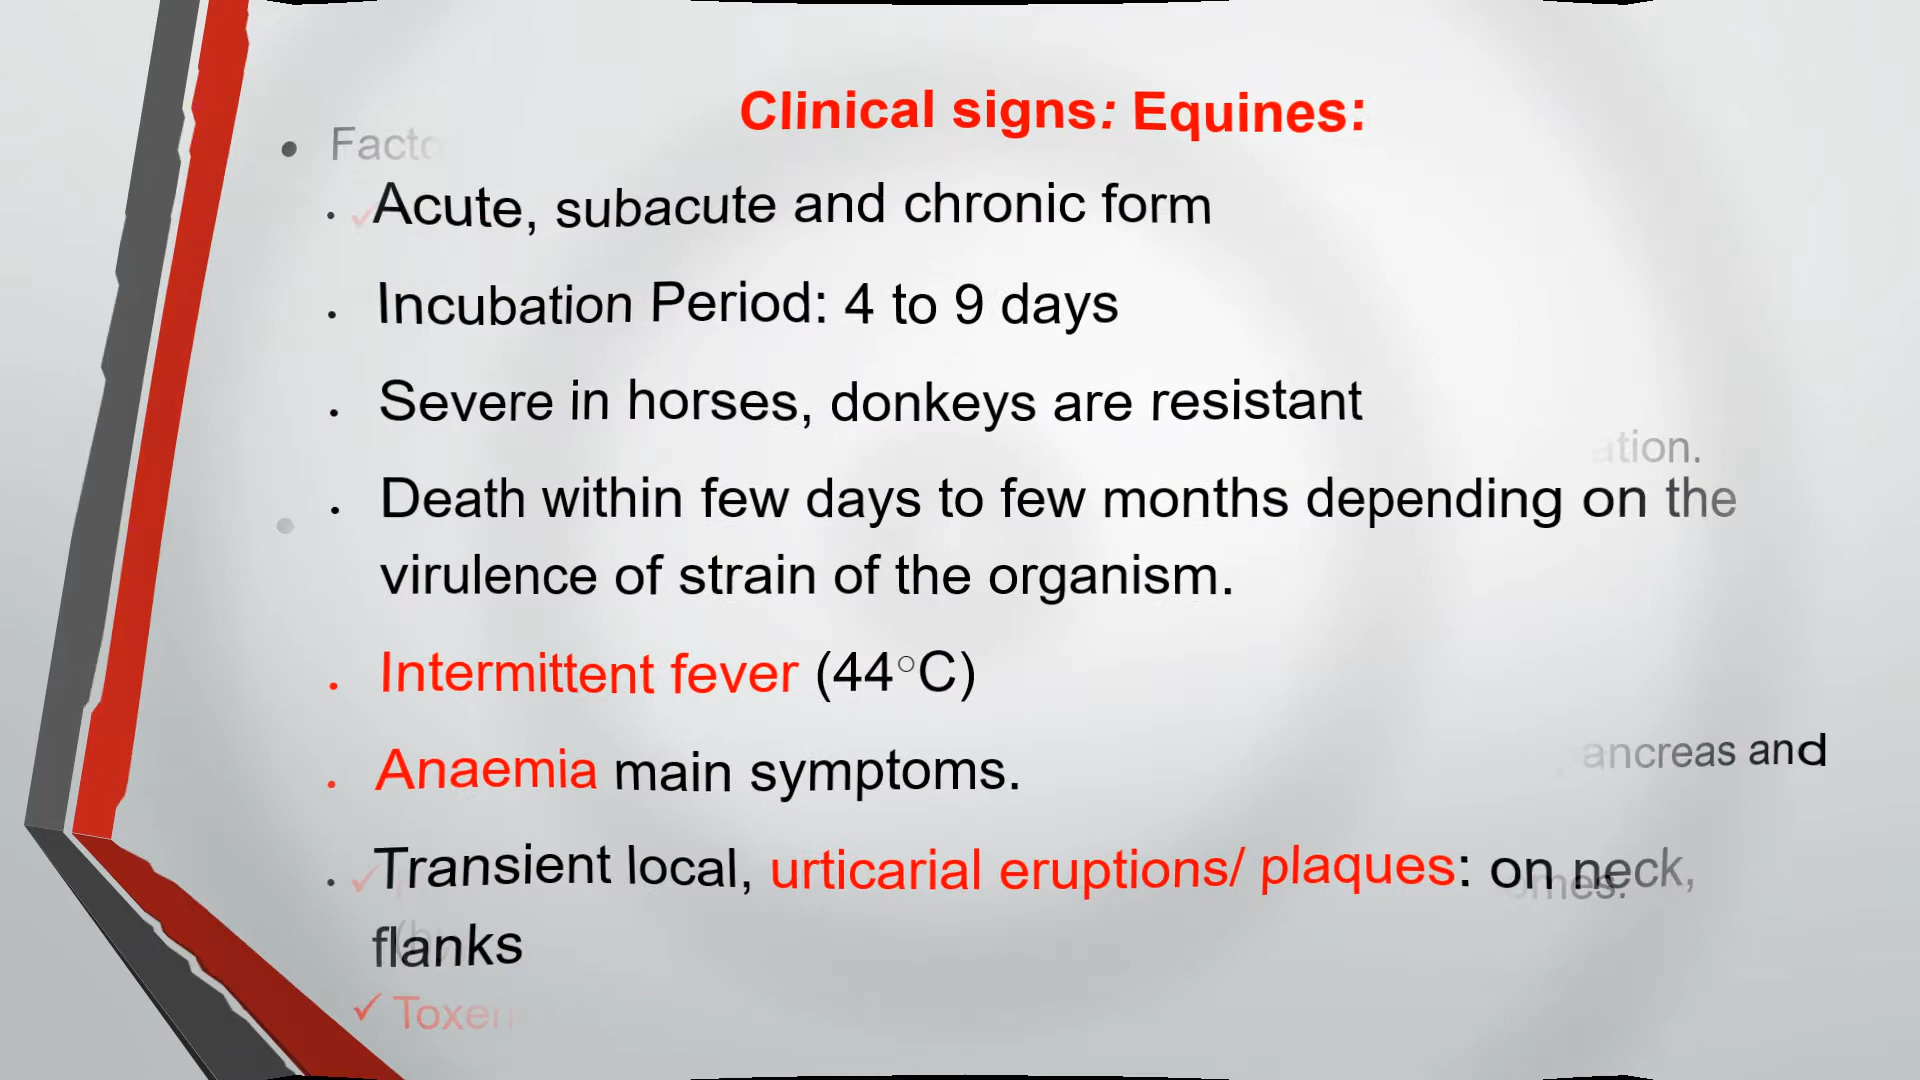 Clinical signs: Equines:
• Facto
• Acute, subacute and chronic form
• Incubation Period: 4 to 9 days
• Severe in horses, donkeys are resistant
ation.
• Death within few days to few months depending on the
virulence of strain of the organism.
• Intermittent fever (44°C)
ancreas and
• Anaemia main symptoms.
• Transient local, urticarial eruptions/ plaques: on neck,
omes.
flanks
✓ Toxem